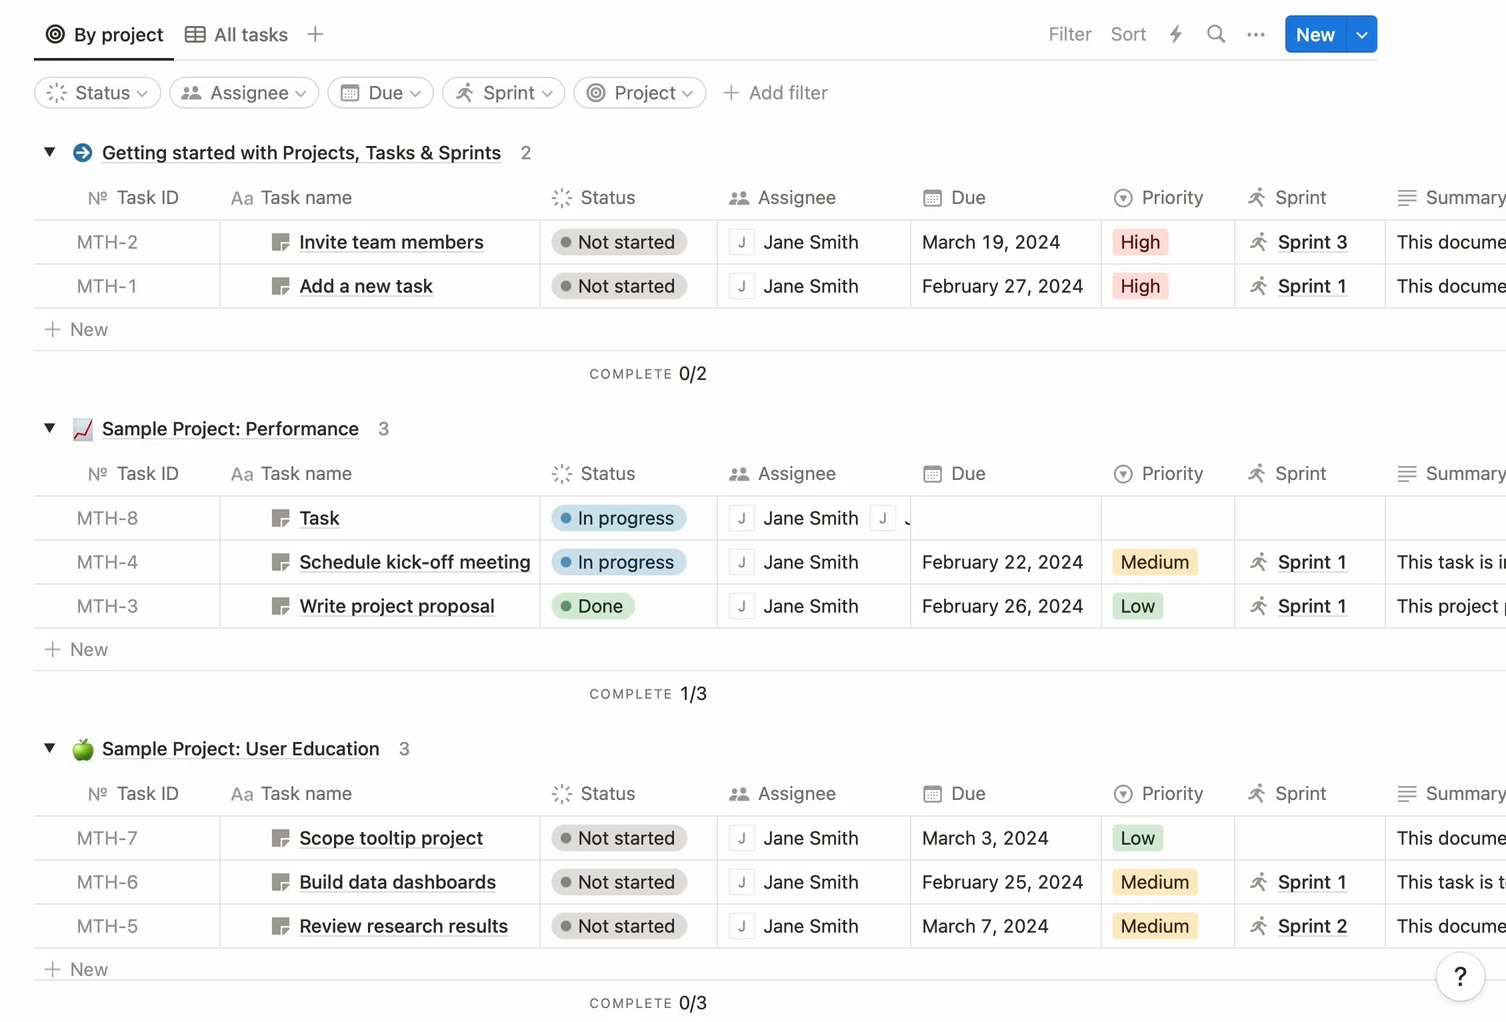 By project All tasks Filter Sort New
Status Assignee Due Sprint Project Add filter
Getting started with Projects, Tasks & Sprints 2
№ Task ID Aa Task name Status Assignee Due Priority Sprint Summary
MTH-2 Invite team members Not started J Jane Smith March 19, 2024 High Sprint 3 This docume
MTH-1 Add a new task Not started J Jane Smith February 27, 2024 High Sprint 1 This docume
+ New
COMPLETE 0/2
Sample Project: Performance 3
№ Task ID Aa Task name Status Assignee Due Priority Sprint Summary
MTH-8 Task In progress J Jane Smith J
MTH-4 Schedule kick-off meeting In progress J Jane Smith February 22, 2024 Medium Sprint 1 This task is i
MTH-3 Write project proposal Done J Jane Smith February 26, 2024 Low Sprint 1 This project
+ New
COMPLETE 1/3
Sample Project: User Education 3
№ Task ID Aa Task name Status Assignee Due Priority Sprint Summary
MTH-7 Scope tooltip project Not started J Jane Smith March 3, 2024 Low This docume
MTH-6 Build data dashboards Not started J Jane Smith February 25, 2024 Medium Sprint 1 This task is t
MTH-5 Review research results Not started J Jane Smith March 7, 2024 Medium Sprint 2 This docume
+ New
?
COMPLETE 0/3